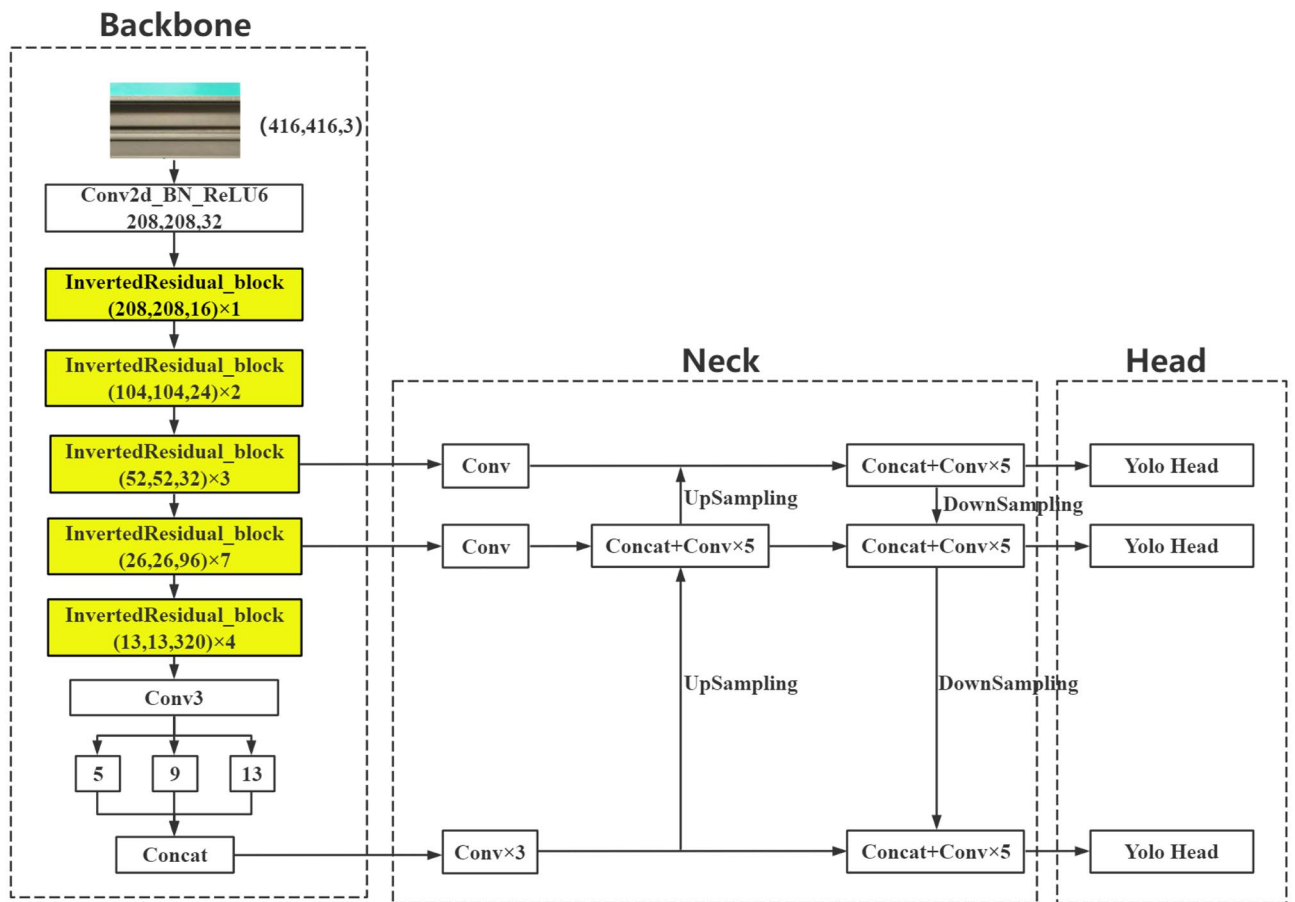 Backbone
(416,416,3)
Conv2d_BN_ReLU6
208,208,32
InvertedResidual_block
(208,208,16)×1
InvertedResidual_block
(104,104,24)×2
InvertedResidual_block
(52,52,32)×3
InvertedResidual_block
(26,26,96)×7
InvertedResidual_block
(13,13,320)×4
Conv3
5 9 13
Concat
Neck
Conv
Concat+Conv×5
UpSampling
DownSampling
Conv
Concat+Conv×5
Concat+Conv×5
UpSampling
DownSampling
Conv×3
Concat+Conv×5
Head
Yolo Head
Yolo Head
Yolo Head